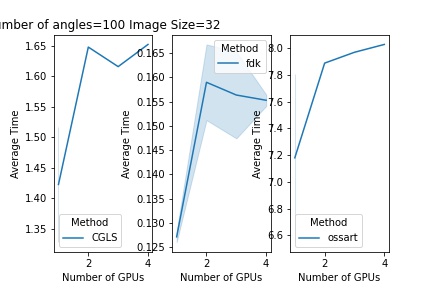 mber of angles=100 Image Size=32
1.65
1.60
1.55
1.50
1.45
1.40
1.35
Average Time
Method
CGLS
2
4
Number of GPUs
0.165
0.160
0.155
0.150
0.145
0.140
0.135
0.130
0.125
Average Time
Method
fdk
2
4
Number of GPUs
8.0
7.8
7.6
7.4
7.2
7.0
6.8
6.6
Average Time
Method
ossart
2
4
Number of GPUs